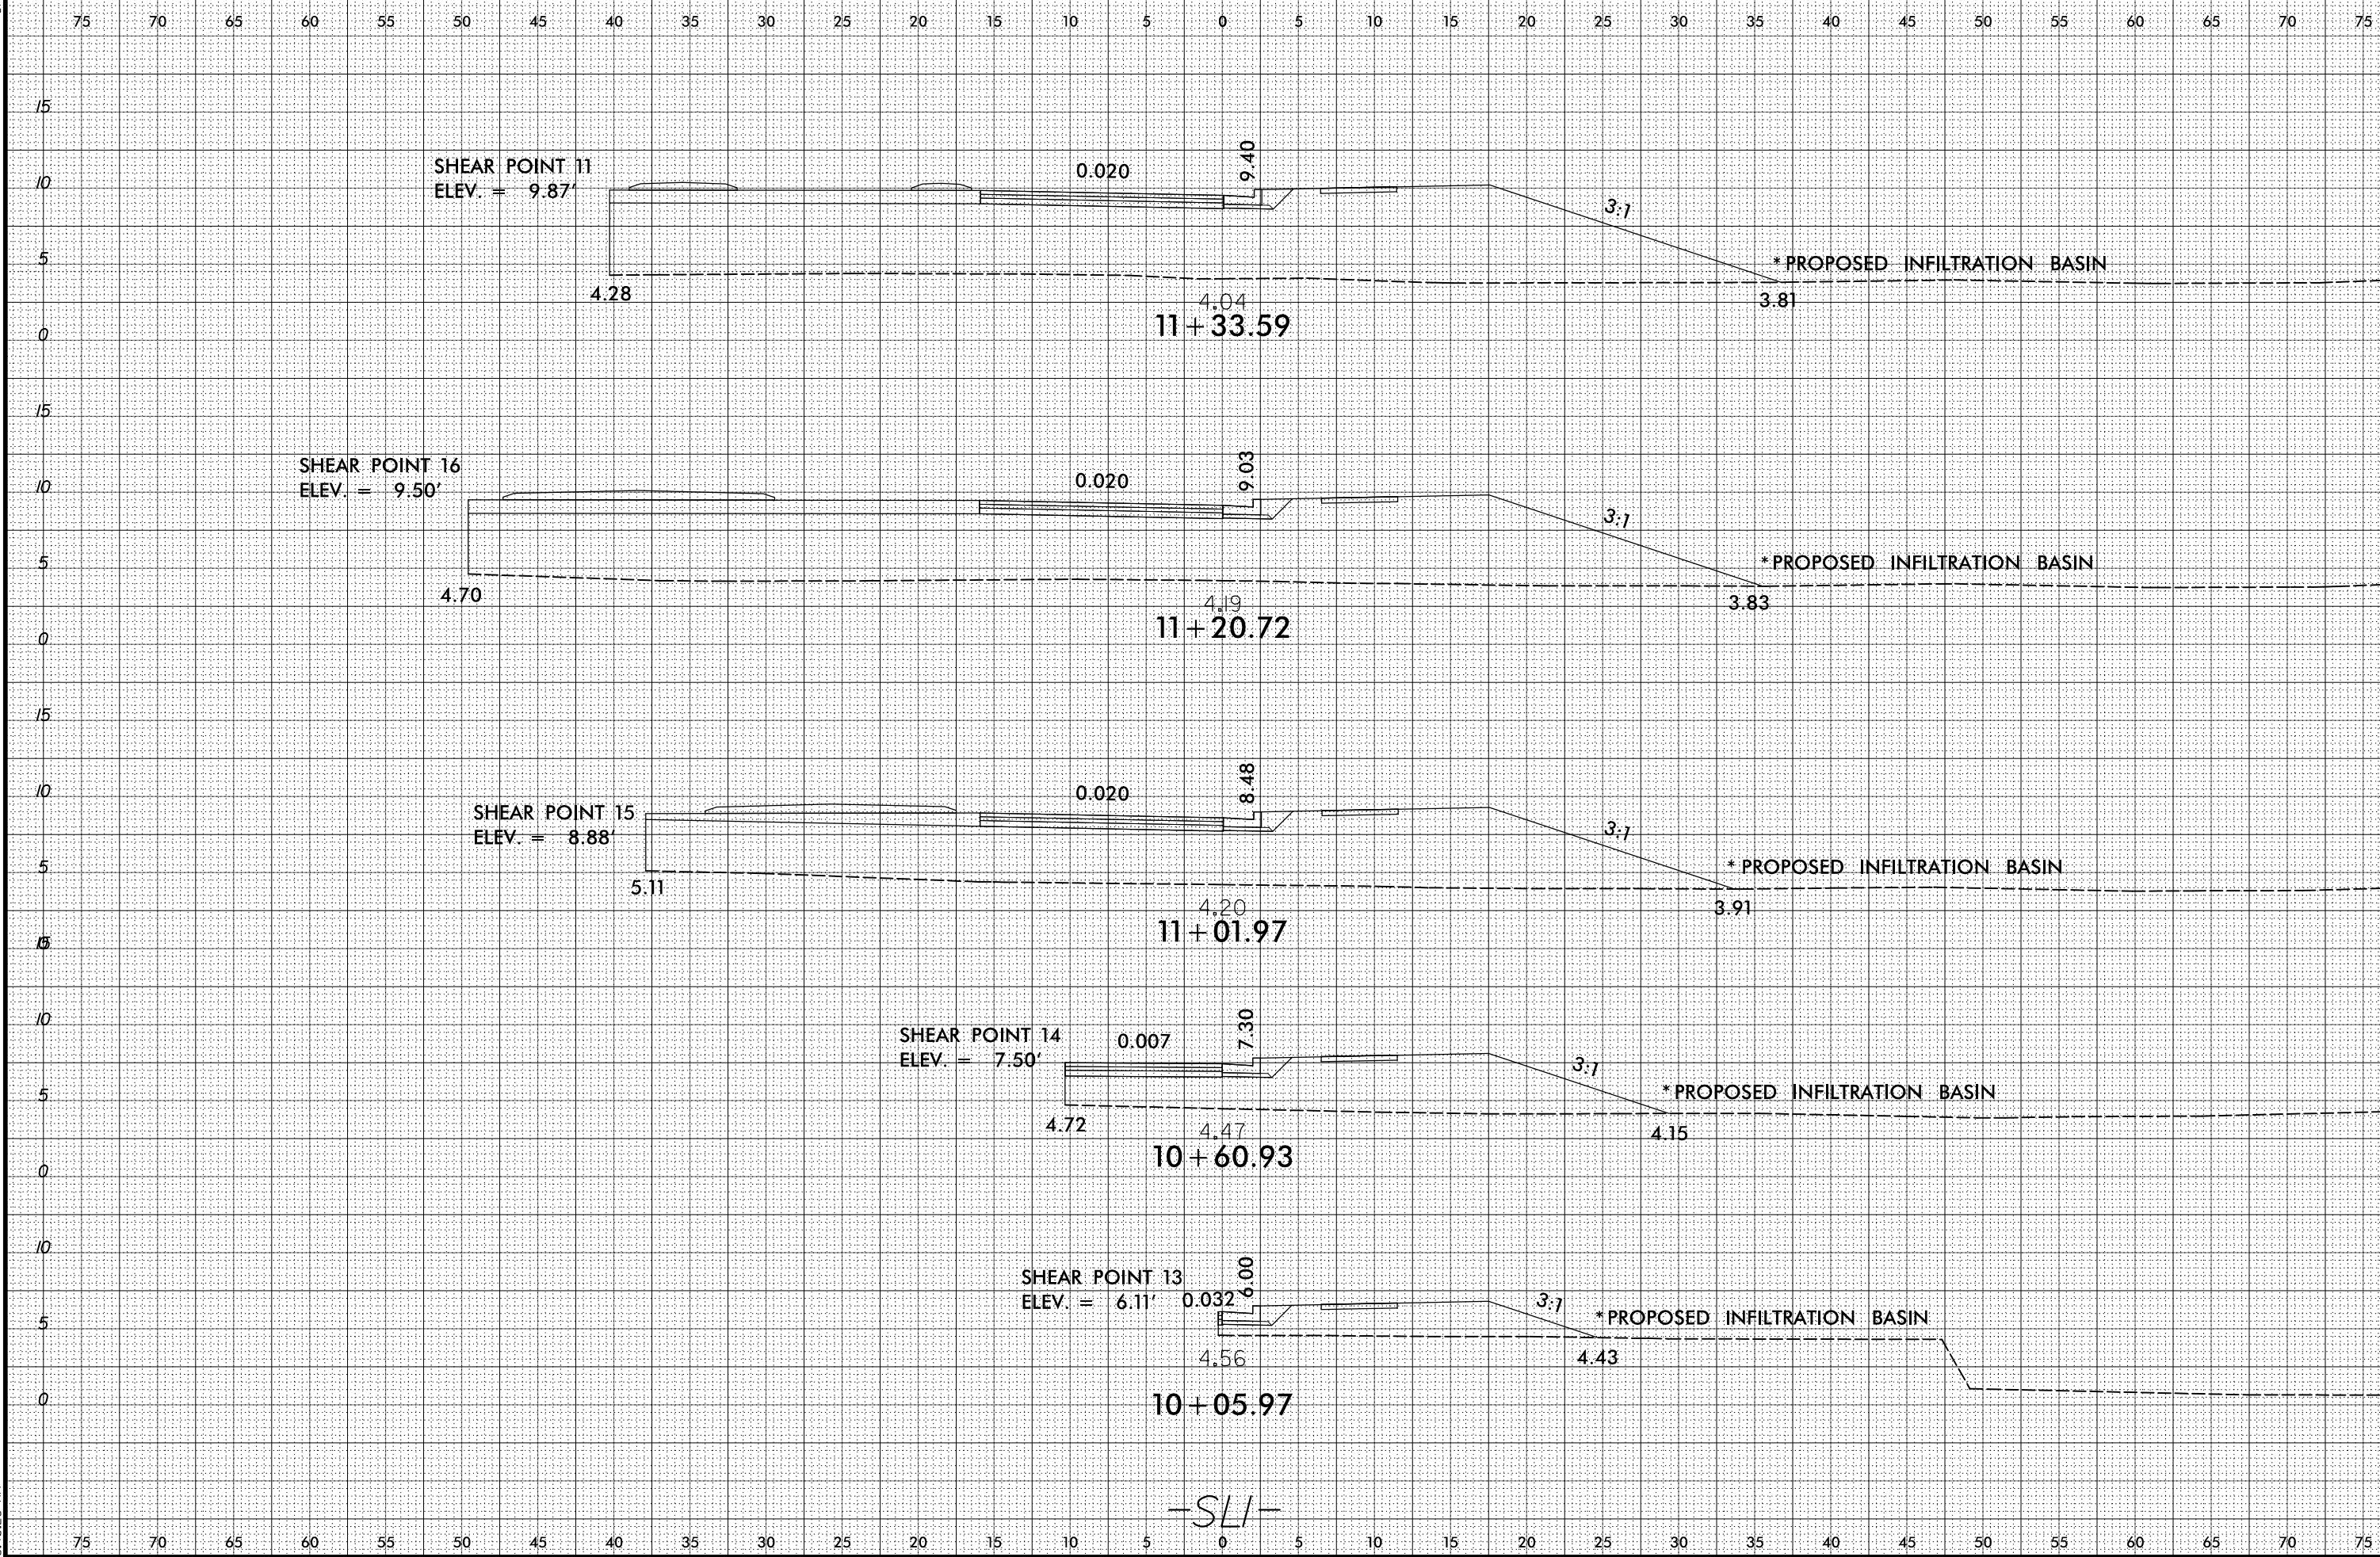 75 70 65 60 55 50 45 40 35 30 25 20 15 10 5 0 5 10 15 20 25 30 35 40 45 50 55 60 65 70 75
15
SHEAR POINT 11
ELEV. = 9.87'
0.020
9.40
10
3:1
5
* PROPOSED INFILTRATION BASIN
4.28
4.04
3.81
11+33.59
0
15
SHEAR POINT 16
ELEV. = 9.50'
0.020
9.03
10
3:1
5
* PROPOSED INFILTRATION BASIN
4.70
4.19
3.83
11+20.72
0
15
10
0.020
8.48
SHEAR POINT 15
ELEV. = 8.88'
3:1
5
* PROPOSED INFILTRATION BASIN
5.11
4.20
3.91
11+01.97
10
SHEAR POINT 14
ELEV. = 7.50'
0.007
7.30
3:1
5
* PROPOSED INFILTRATION BASIN
4.72
4.47
4.15
10+60.93
0
10
SHEAR POINT 13
ELEV. = 6.11'
0.032
6.00
3:1
5
* PROPOSED INFILTRATION BASIN
4.56
4.43
0
10+05.97
-SL1-
75 70 65 60 55 50 45 40 35 30 25 20 15 10 5 0 5 10 15 20 25 30 35 40 45 50 55 60 65 70 75